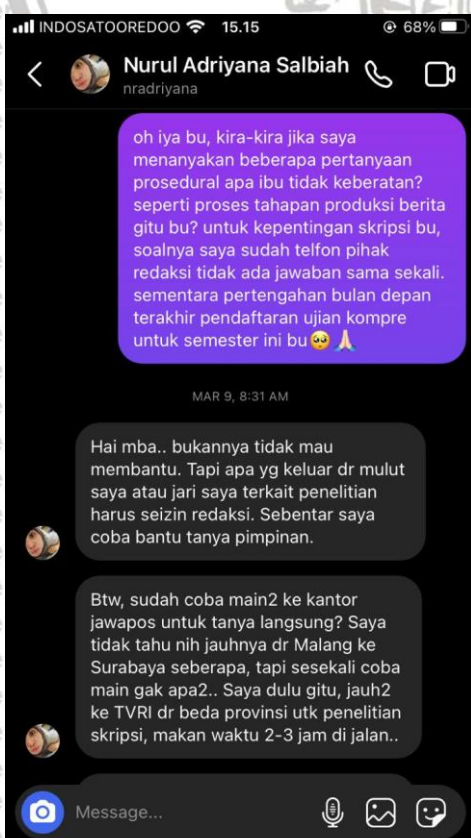 INDOSATOOREDOO 15.15 68%
Nurul Adriyana Salbiah
nradriyana
oh iya bu, kira-kira jika saya
menanyakan beberapa pertanyaan
prosedural apa ibu tidak keberatan?
seperti proses tahapan produksi berita
gitu bu? untuk kepentingan skripsi bu,
soalnya saya sudah telfon pihak
redaksi tidak ada jawaban sama sekali.
sementara pertengahan bulan depan
terakhir pendaftaran ujian kompre
untuk semester ini bu🥺🙏🏻
MAR 9, 8:31 AM
Hai mba.. bukannya tidak mau
membantu. Tapi apa yg keluar dr mulut
saya atau jari saya terkait penelitian
harus seizin redaksi. Sebentar saya
coba bantu tanya pimpinan.
Btw, sudah coba main2 ke kantor
jawapos untuk tanya langsung? Saya
tidak tahu nih jauhnya dr Malang ke
Surabaya seberapa, tapi sesekali coba
main gak apa2.. Saya dulu gitu, jauh2
ke TVRI dr beda provinsi utk penelitian
skripsi, makan waktu 2-3 jam di jalan..
Message...